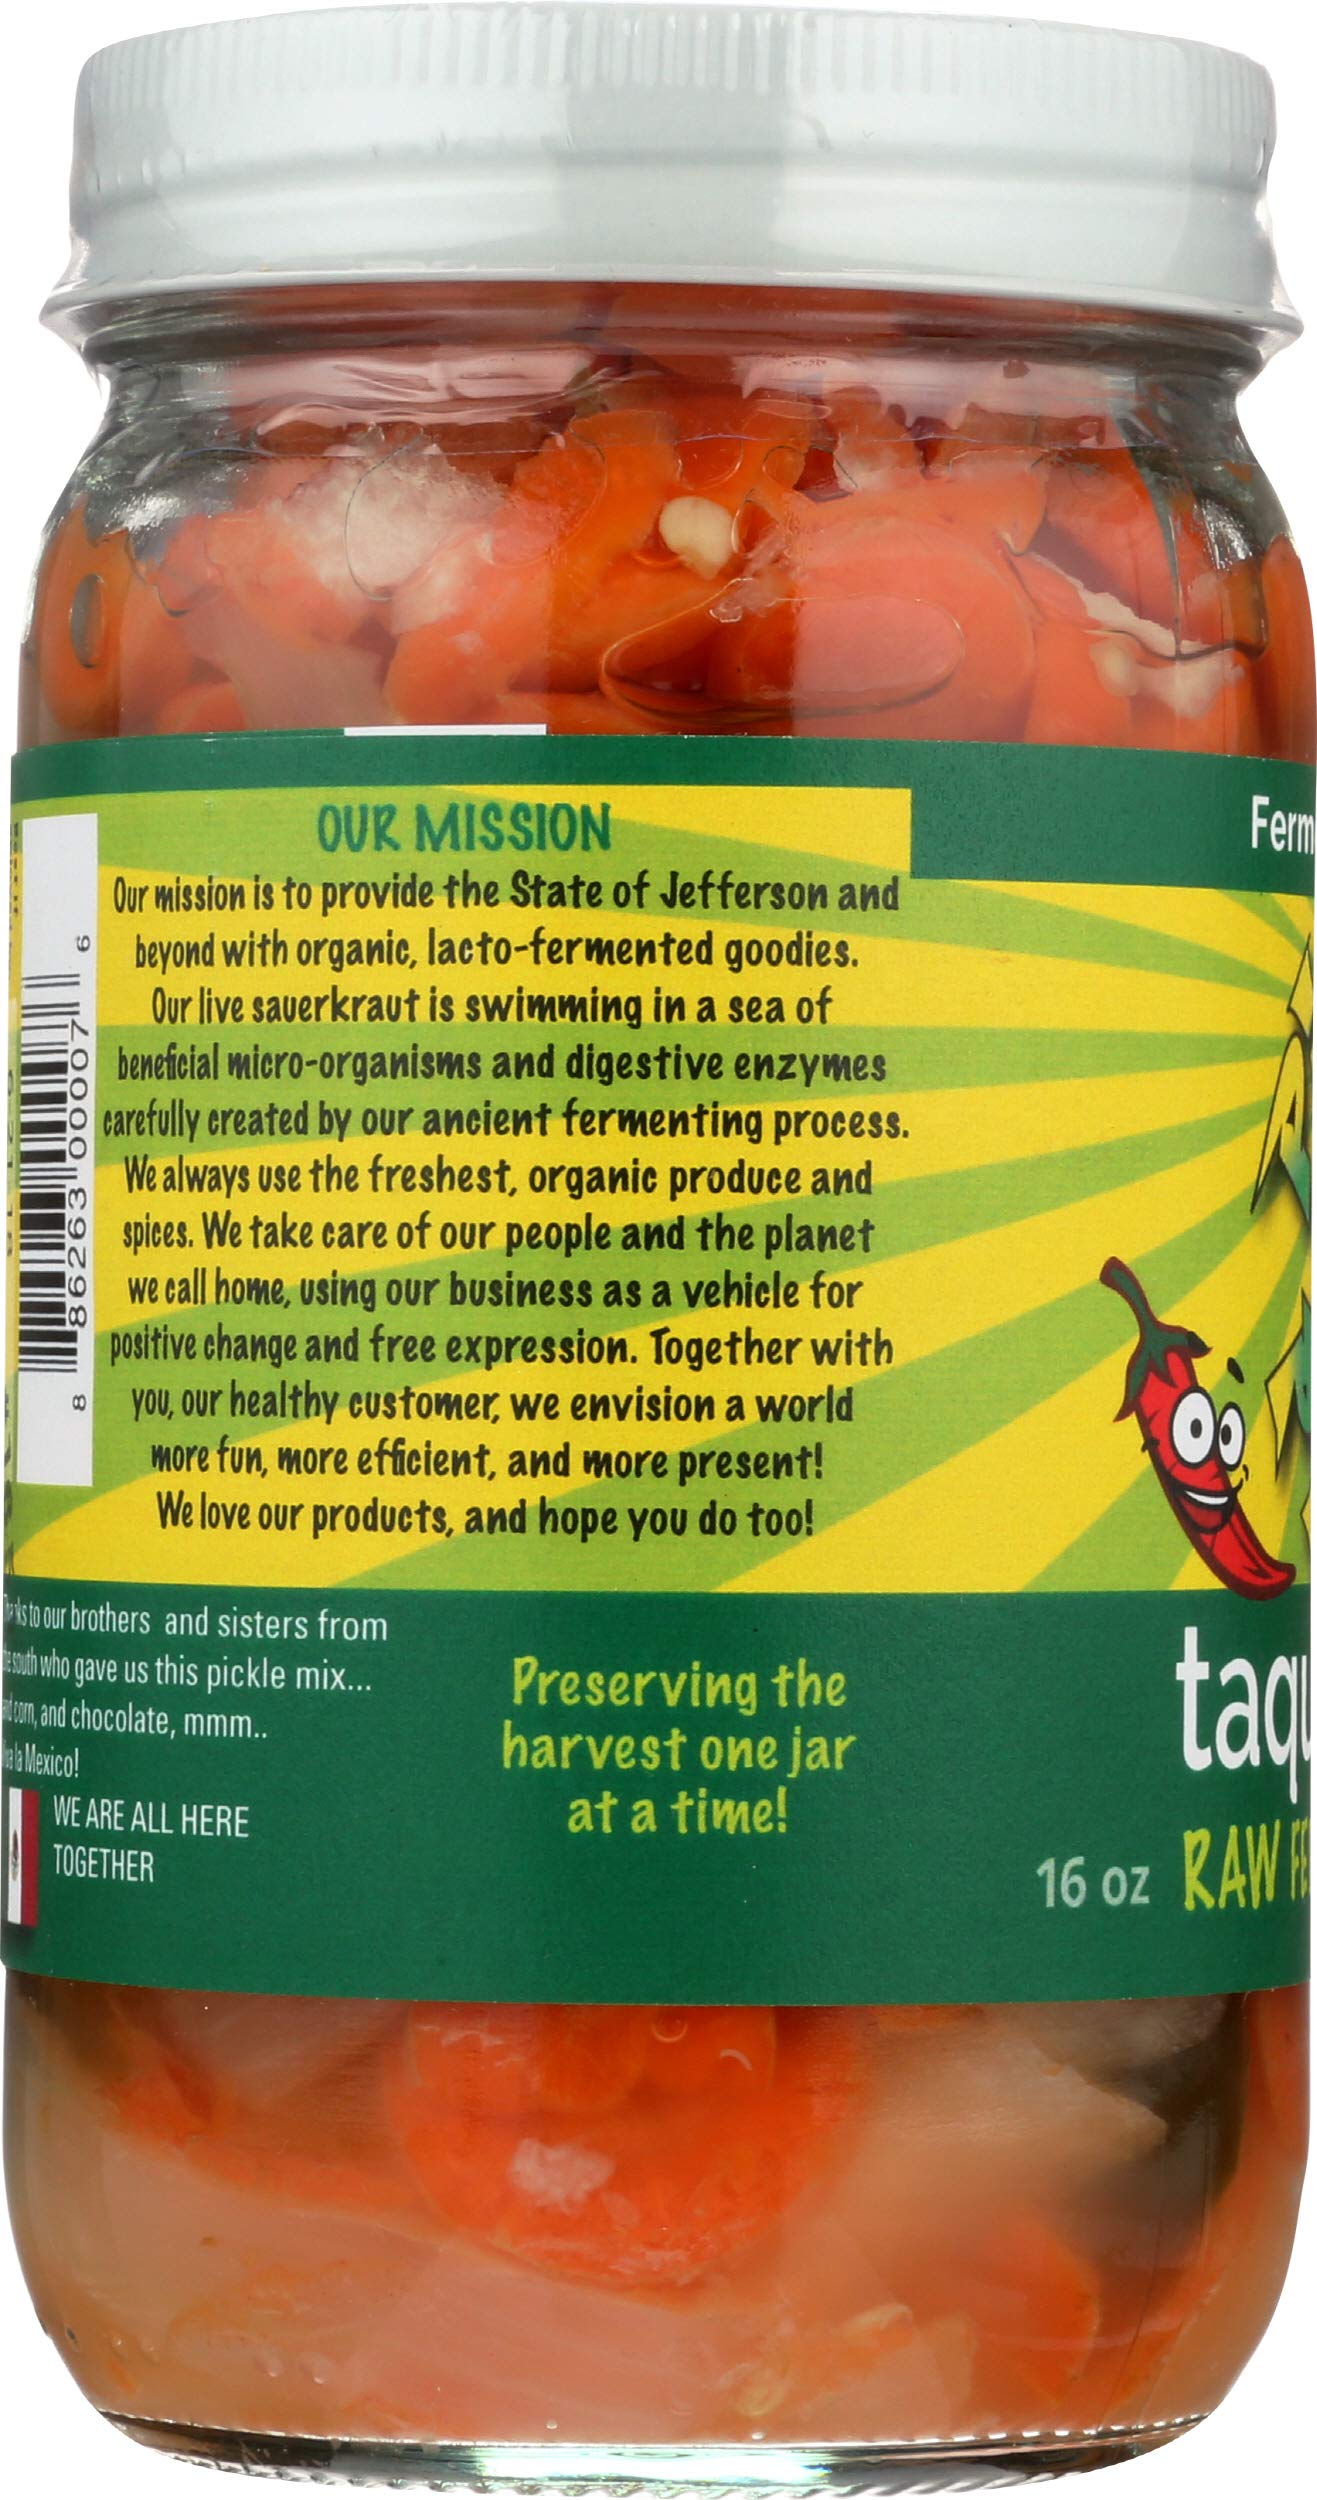 OUR MISSION
Our mission is to provide the State of Jefferson and
beyond with organic, lacto-fermented goodies.
Our live sauerkraut is swimming in a sea of
beneficial micro-organisms and digestive enzymes
carefully created by our ancient fermenting process.
We always use the freshest, organic produce and
spices. We take care of our people and the planet
we call home, using our business as a vehicle for
positive change and free expression. Together with
you, our healthy customer, we envision a world
more fun, more efficient, and more present!
We love our products, and hope you do too!
8 86263 00007 6
to our brothers and sisters from
south who gave us this pickle mix...
corn, and chocolate, mmm..
la Mexico!
WE ARE ALL HERE
TOGETHER
Preserving the
harvest one jar
at a time!
Ferm
taqu
16 oz RAW FE